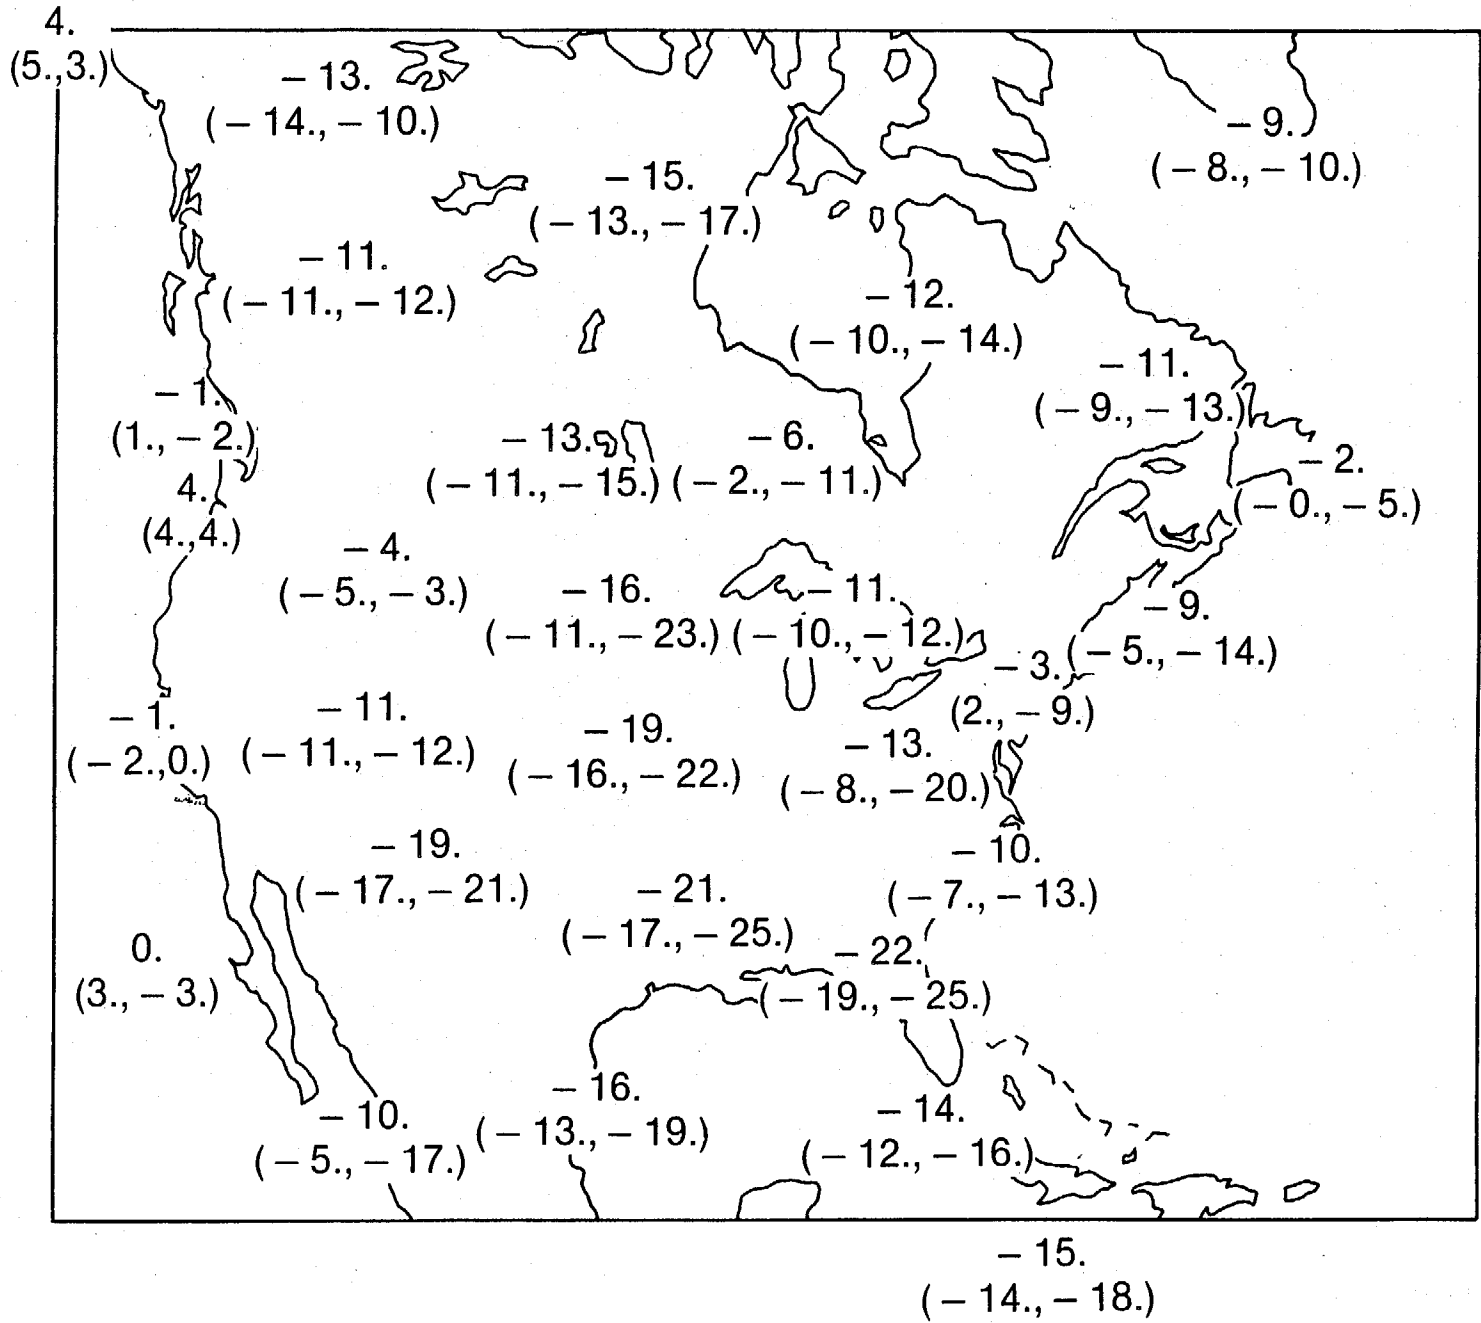 4.
(5.,3.)
– 13.
(– 14., – 10.)
– 9.
(– 8., – 10.)
– 15.
(– 13., – 17.)
– 11.
(– 11., – 12.)
– 12.
(– 10., – 14.)
– 11.
(– 9., – 13.)
– 1.
(1., – 2.)
– 13.
(– 11., – 15.)
– 6.
(– 2., – 11.)
– 2.
(– 0., – 5.)
4.
(4.,4.)
– 4.
(– 5., – 3.)
– 16.
(– 11., – 23.)
– 11.
(– 10., – 12.)
– 9.
(– 5., – 14.)
– 3.
(2., – 9.)
– 1.
(– 2.,0.)
– 11.
(– 11., – 12.)
– 19.
(– 16., – 22.)
– 13.
(– 8., – 20.)
– 19.
(– 17., – 21.)
– 21.
(– 17., – 25.)
– 10.
(– 7., – 13.)
0.
(3., – 3.)
– 22.
(– 19., – 25.)
– 10.
(– 5., – 17.)
– 16.
(– 13., – 19.)
– 14.
(– 12., – 16.)
– 15.
(– 14., – 18.)